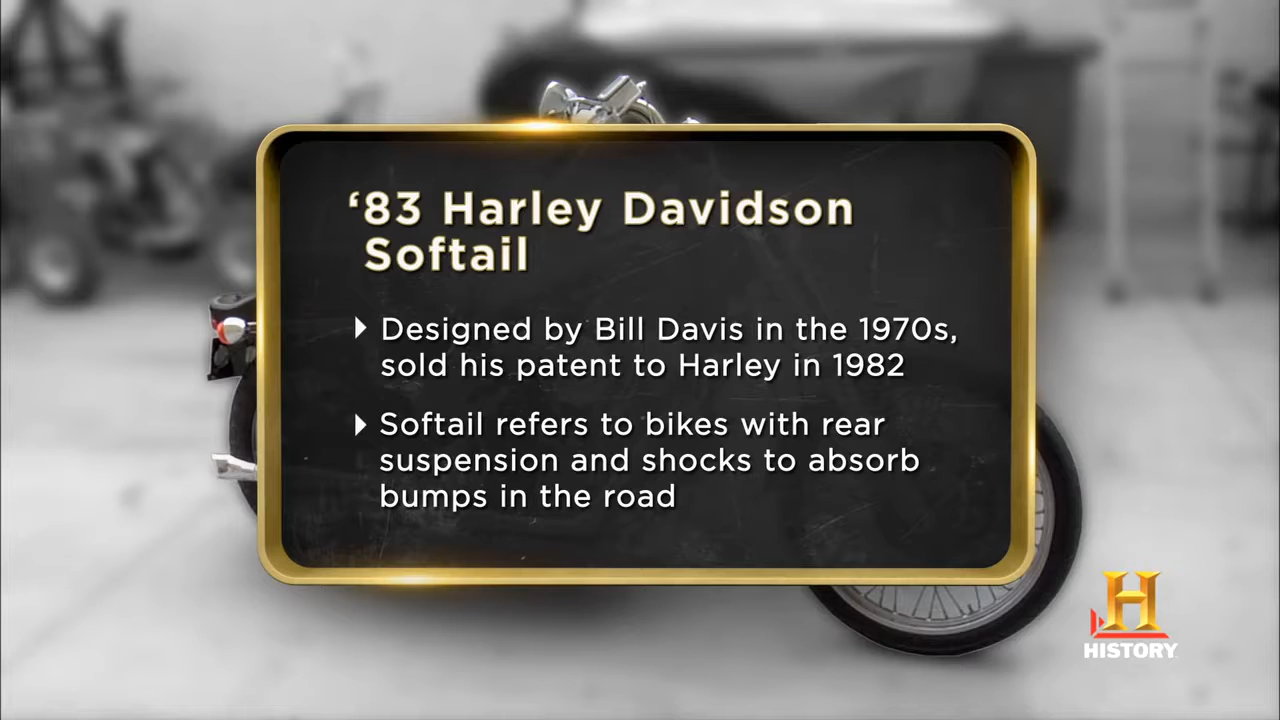 ‘83 Harley Davidson
Softail
Designed by Bill Davis in the 1970s,
sold his patent to Harley in 1982
Softail refers to bikes with rear
suspension and shocks to absorb
bumps in the road
H
HISTORY